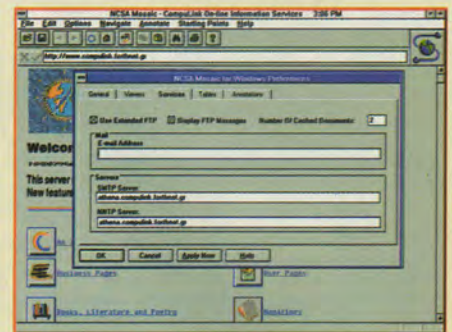 NCSA Mosaic - CompuLink On-line Information Services 3:06 PM
File Edit Options Navigate Annotate Starting Points Help
http://www.compulink.forthnet.gr
NCSA Mosaic for Windows Preferences
General Viewers Services Tables Annotations
Use Extended FTP Display FTP Messages Number Of Cached Documents: 2
Mail
E-mail Address
Servers
SMTP Server:
athena.compulink.forthnet.gr
NNTP Server:
athena.compulink.forthnet.gr
OK Cancel Apply Now Help
Welcom
This server
New feature
Business Pages
User Pages
Books, Literature and Poetry